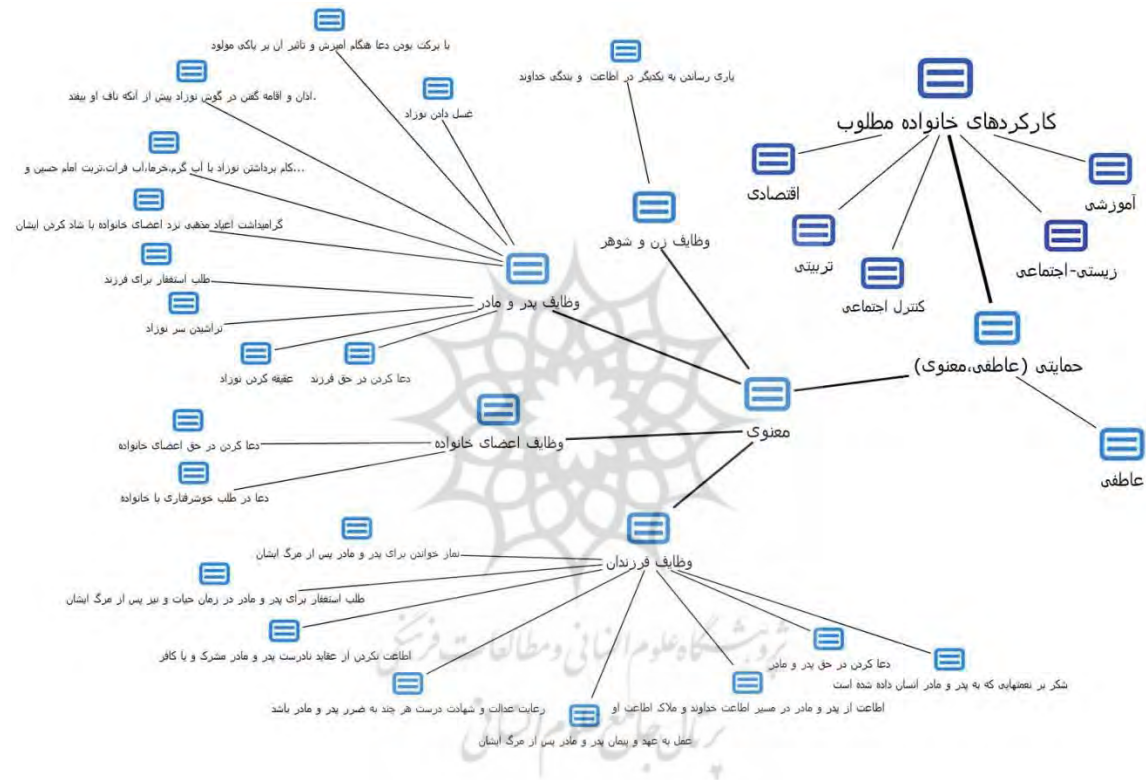 کارکردهای خانواده مطلوب
آموزشی
زیستی-اجتماعی
کنترل اجتماعی
تربیتی
اقتصادی
حمایتی (عاطفی،معنوی)
عاطفی
معنوی
وظایف زن و شوهر
یاری رساندن به یکدیگر در اطاعت و بندگی خداوند
وظایف پدر و مادر
با برکت بودن دعا هنگام آمیزش و تاثیر آن بر پاکی مولود
غسل دادن نوزاد
اذان و اقامه گفتن در گوش نوزاد پیش از آنکه ناف او بیفتد.
کام برداشتن نوزاد با آب گرم،خرما،آب فرات،تربت امام حسین و...
گرامیداشت اعیاد مذهبی نزد اعضای خانواده با شاد کردن ایشان
طلب استغفار برای فرزند
تراشیدن سر نوزاد
عقیقه کردن نوزاد
دعا کردن در حق فرزند
وظایف اعضای خانواده
دعا کردن در حق اعضای خانواده
دعا در طلب خوشرفتاری با خانواده
وظایف فرزندان
نماز خواندن برای پدر و مادر پس از مرگ ایشان
طلب استغفار برای پدر و مادر در زمان حیات و نیز پس از مرگ ایشان
اطاعت نکردن از عقاید نادرست پدر و مادر مشرک و یا کافر
رعایت عدالت و شهادت درست هر چند به ضرر پدر و مادر باشد
عمل به عهد و پیمان پدر و مادر پس از مرگ ایشان
اطاعت از پدر و مادر در مسیر اطاعت خداوند و ملاک اطاعت او
دعا کردن در حق پدر و مادر
شکر بر نعمتهایی که به پدر و مادر انسان داده شده است
پژوهشگاه علوم انسانی و مطالعات فرهنگی
پرتال جامع علوم انسانی